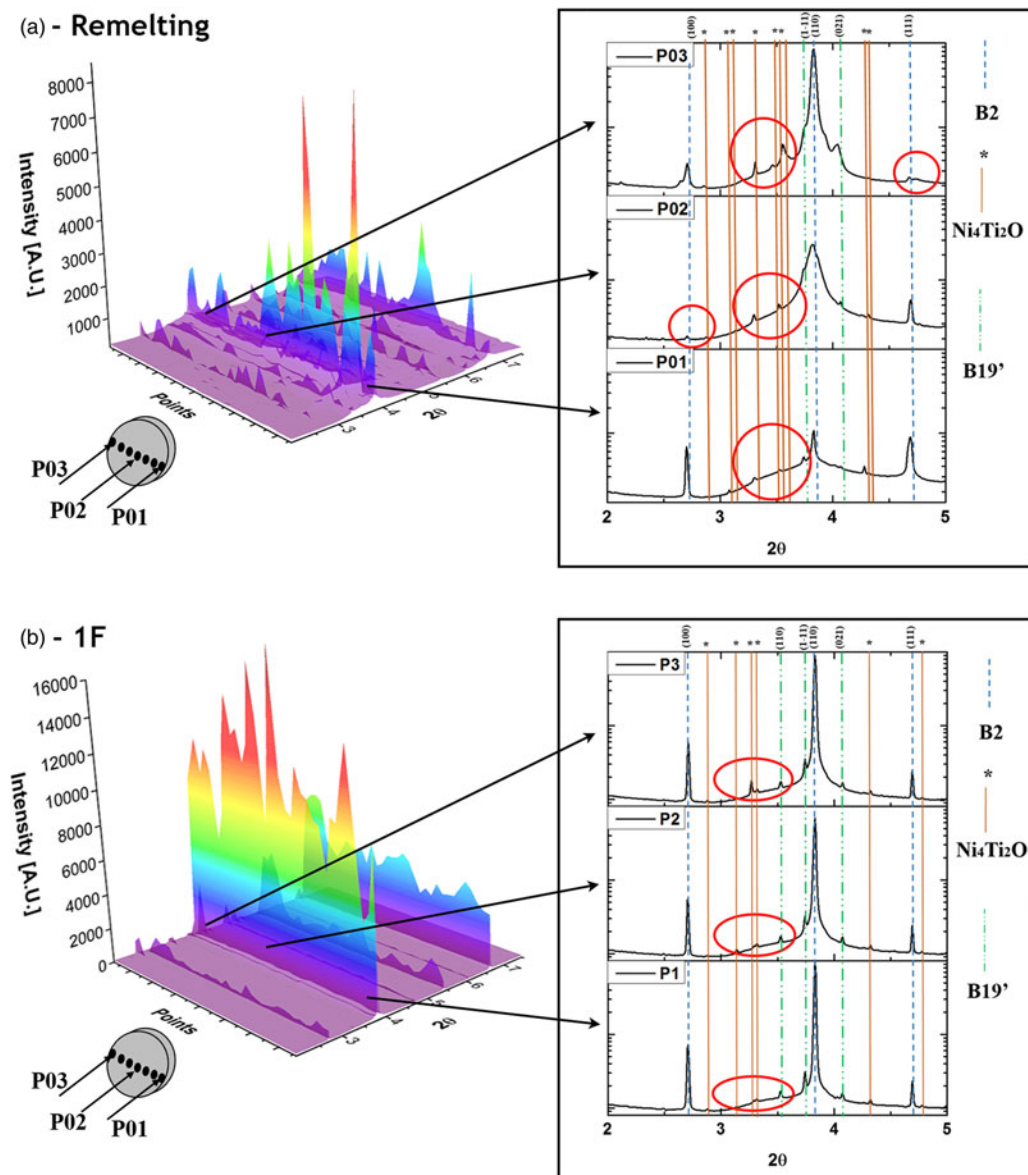 (a) - Remelting
Intensity [A.U.]
8000
7000
6000
5000
4000
3000
2000
1000
Points
3
4
5
6
7
2θ
P03
P02
P01
(100) * * * * * * (1-11) (110) (021) * * (111)
P03
P02
P01
2 3 4 5
2θ
B2
*
Ni4Ti2O
B19'
(b) - 1F
Intensity [A.U.]
16000
14000
12000
10000
8000
6000
4000
2000
0
Points
3
4
5
6
7
2θ
P03
P02
P01
(100) * * * * (110) (1-11) (110) (021) * (111) *
P3
P2
P1
2 3 4 5
2θ
B2
*
Ni4Ti2O
B19'